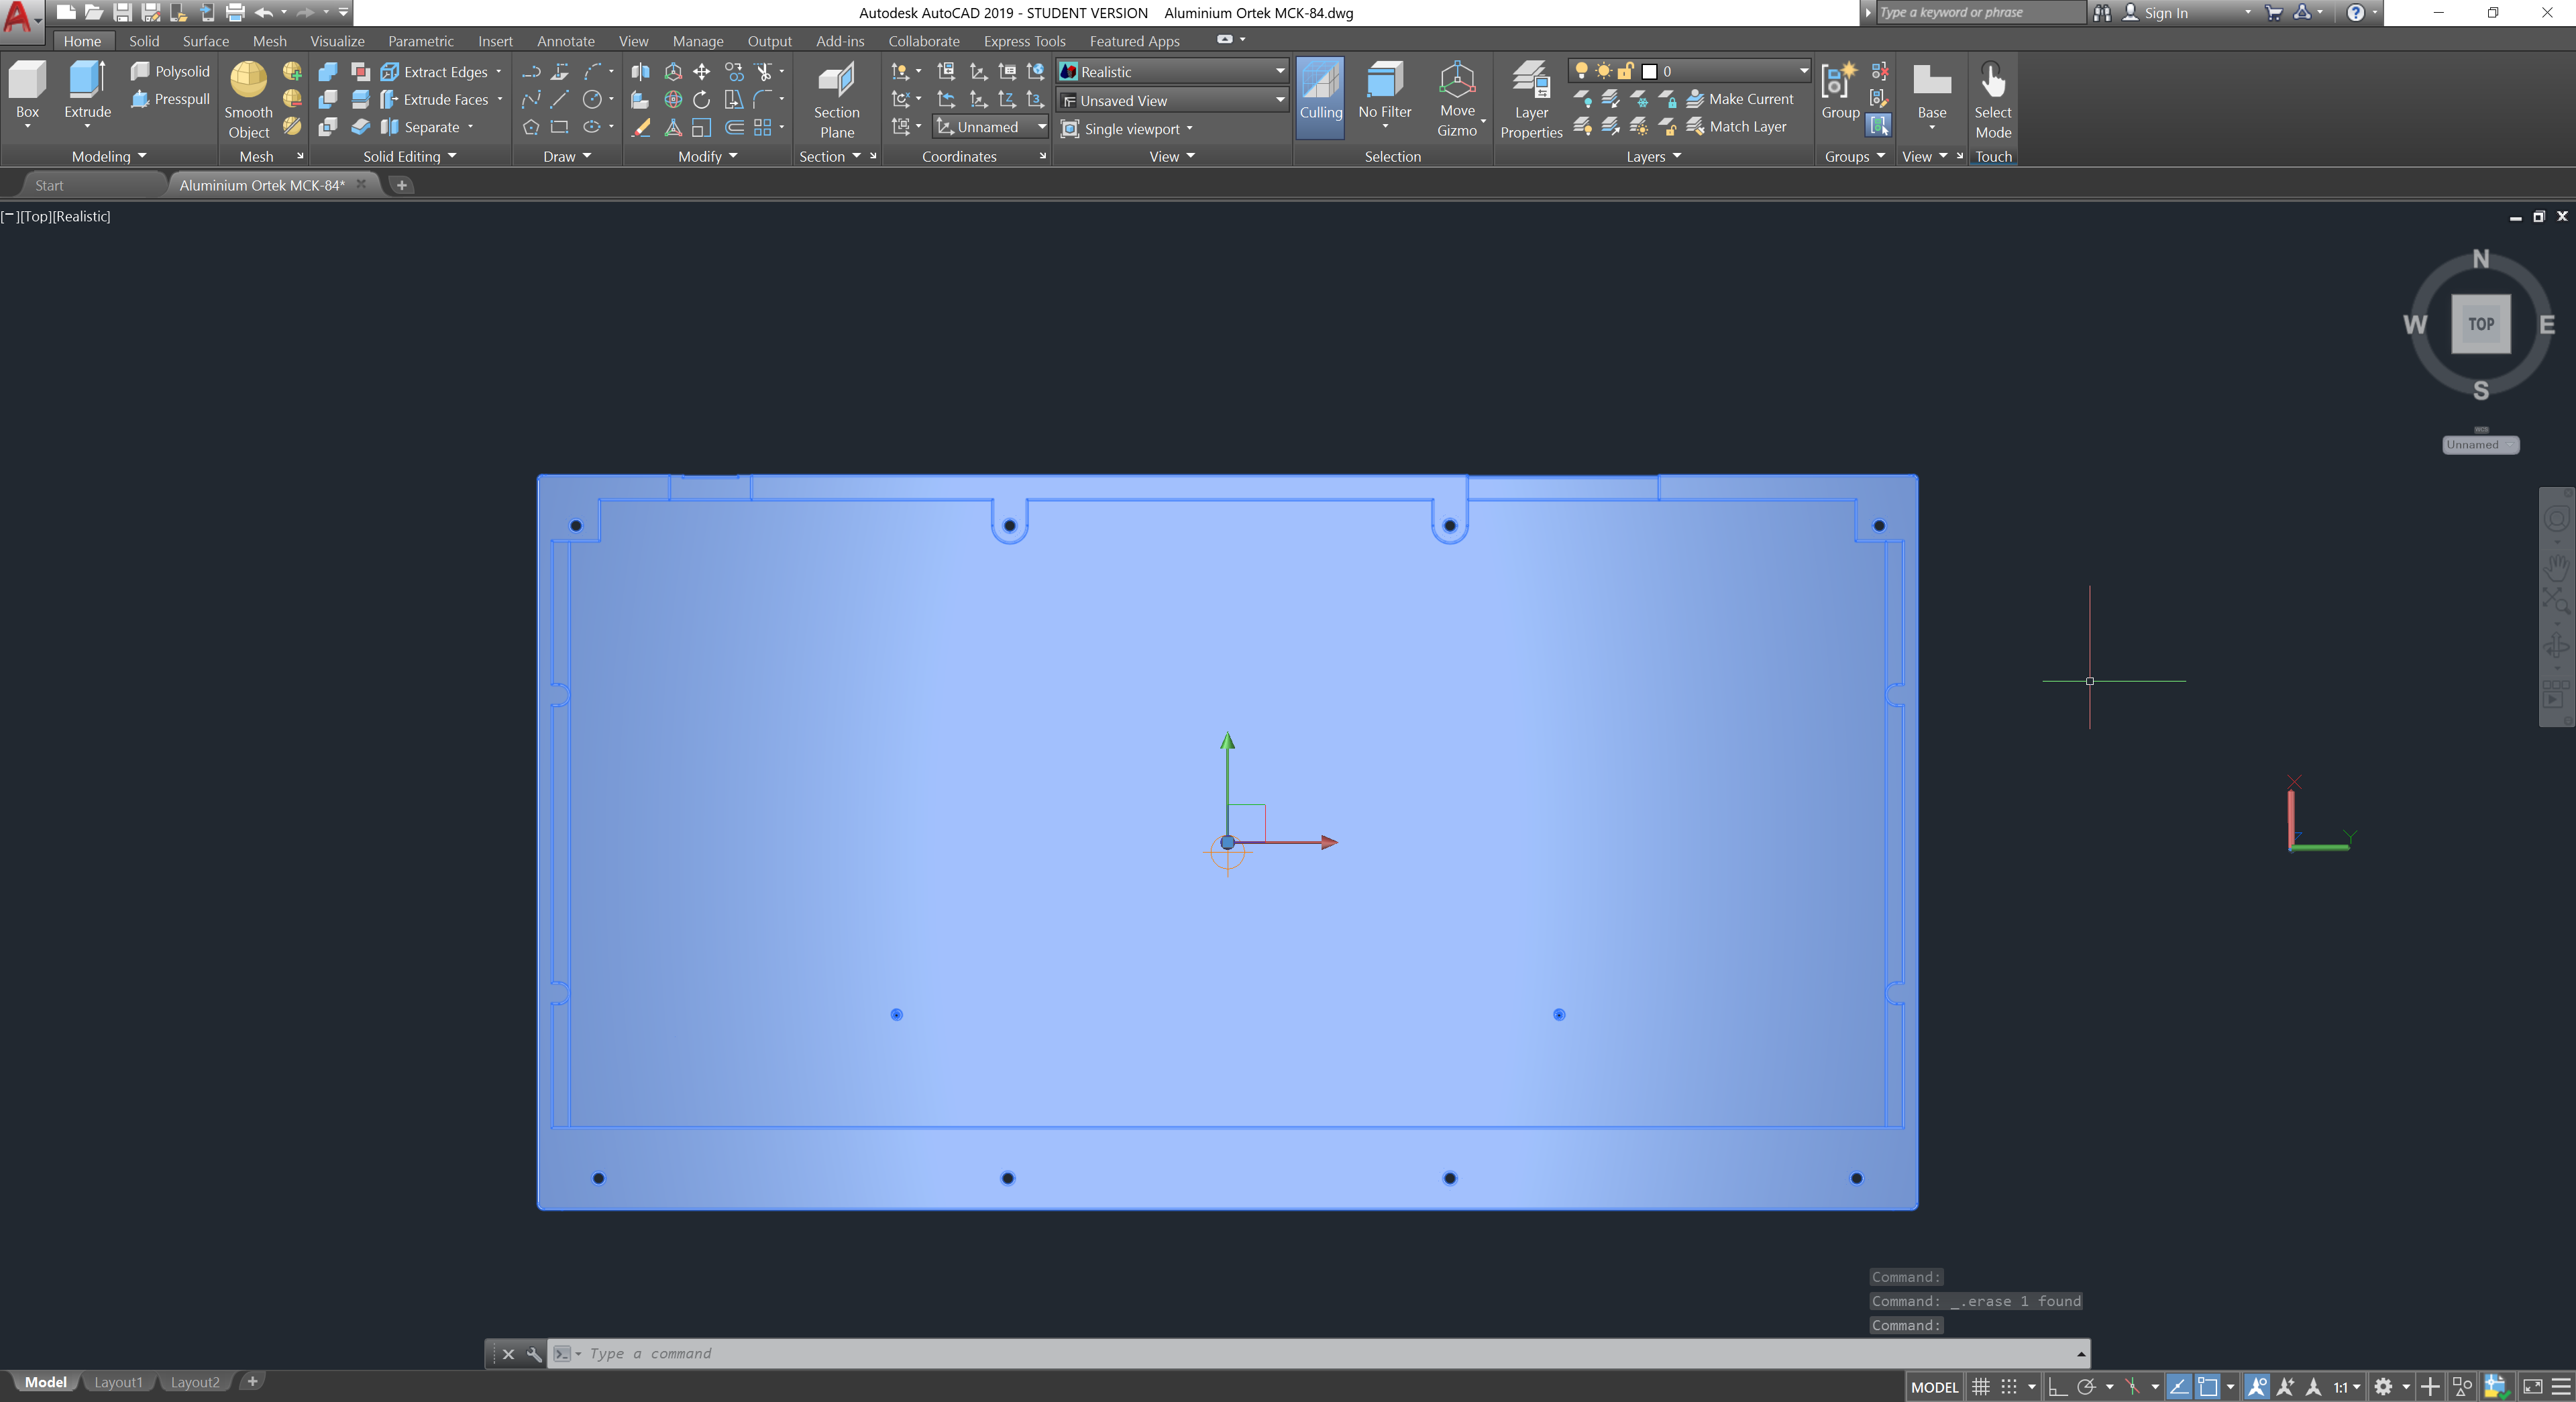 Autodesk AutoCAD 2019 - STUDENT VERSION Aluminium Ortek MCK-84.dwg
Type a keyword or phrase
Sign In
Home Solid Surface Mesh Visualize Parametric Insert Annotate View Manage Output Add-ins Collaborate Express Tools Featured Apps
Box
Extrude
Polysolid
Presspull
Modeling
Smooth
Object
Mesh
Extract Edges
Extrude Faces
Separate
Solid Editing
Draw
Modify
Section
Plane
Section
Unnamed
Coordinates
Realistic
Unsaved View
Single viewport
View
Culling
No Filter
Move
Gizmo
Selection
Layer
Properties
0
Make Current
Match Layer
Layers
Group
Groups
Base
View
Select
Mode
Touch
Start
Aluminium Ortek MCK-84*
[−][Top][Realistic]
N
W
TOP
E
S
WCS
Unnamed
X
Y
Z
Command:
Command: _.erase 1 found
Command:
Type a command
Model Layout1 Layout2
MODEL
1:1